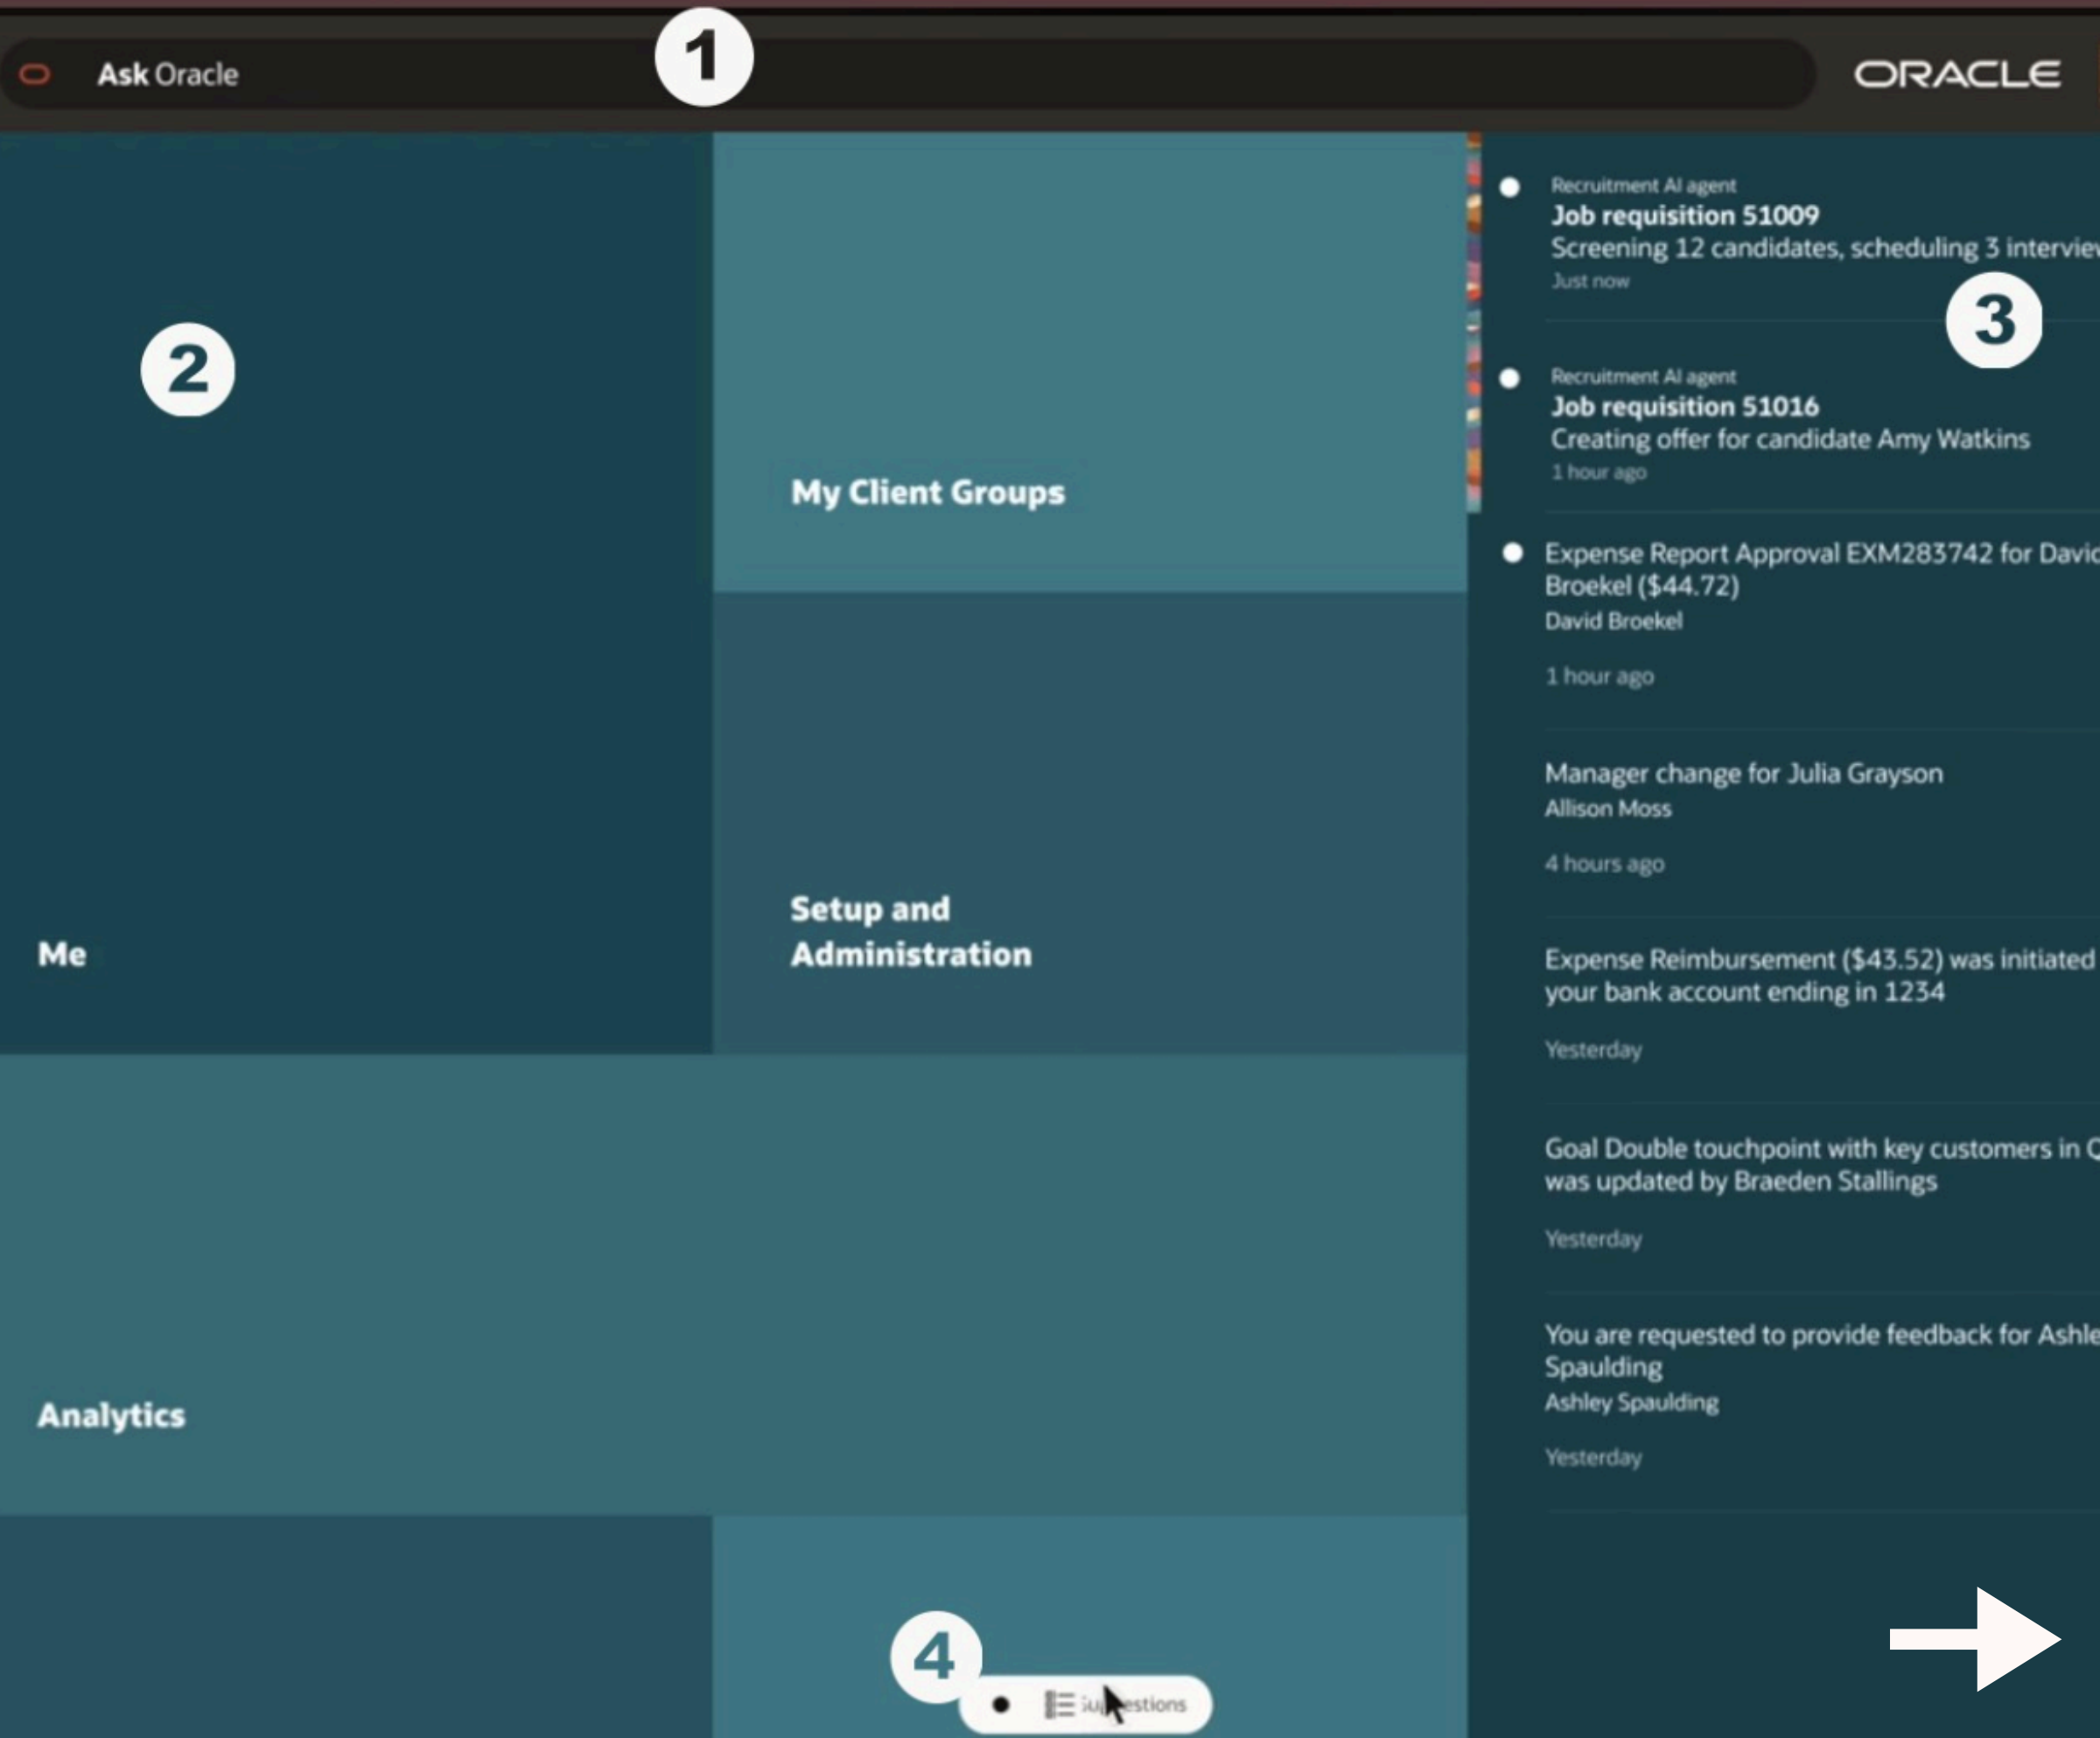 1
Ask Oracle
ORACLE
2
My Client Groups
Setup and
Administration
Me
Analytics
Recruitment AI agent
Job requisition 51009
Screening 12 candidates, scheduling 3
Just now
3
Recruitment AI agent
Job requisition 51016
Creating offer for candidate Amy Watkins
1 hour ago
Expense Report Approval EXM283742 for
Broekel ($44.72)
David Broekel
1 hour ago
Manager change for Julia Grayson
Allison Moss
4 hours ago
Expense Reimbursement ($43.52) was initiated
your bank account ending in 1234
Yesterday
Goal Double touchpoint with key customers in
was updated by Braeden Stallings
Yesterday
You are requested to provide feedback for
Spaulding
Ashley Spaulding
Yesterday
4